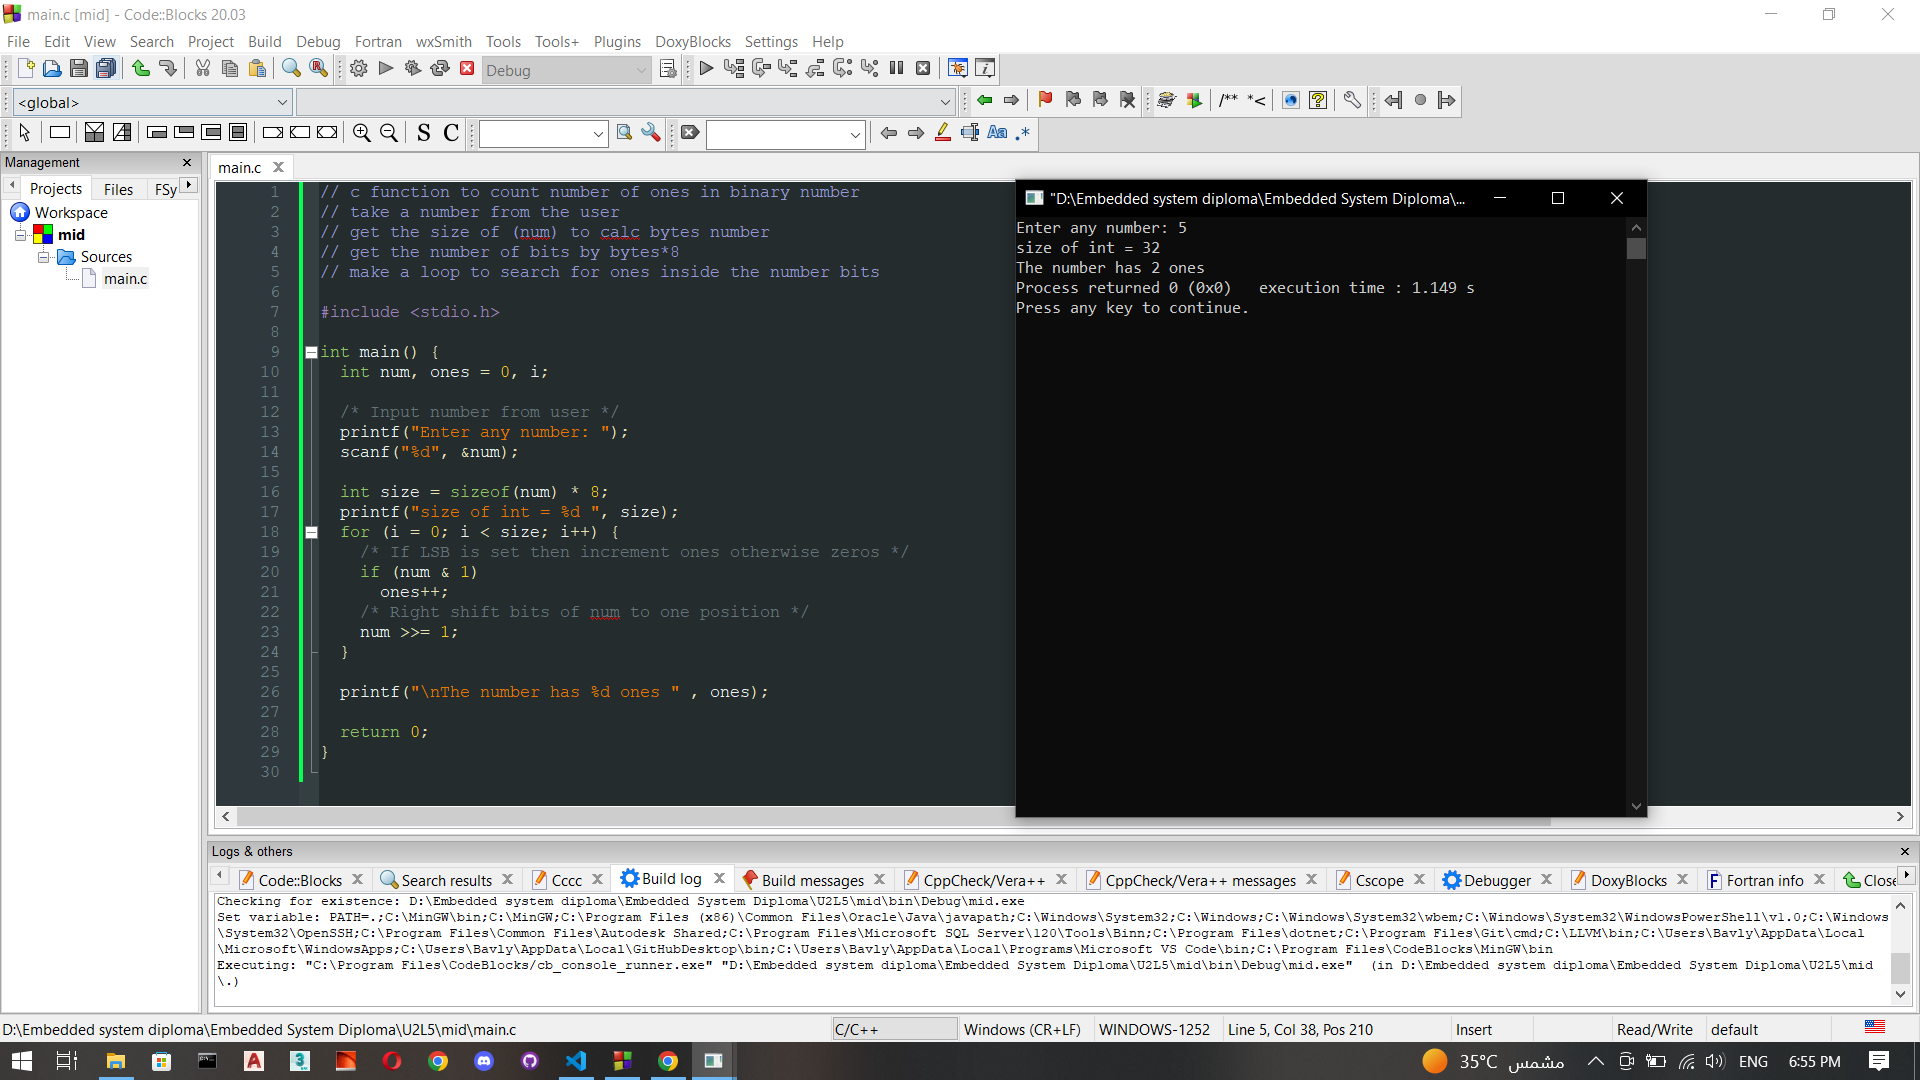 main.c [mid] - Code::Blocks 20.03
File Edit View Search Project Build Debug Fortran wxSmith Tools Tools+ Plugins DoxyBlocks Settings Help
Debug
<global>
/** *<
S C
Aa .*
Management
Projects Files FSy
Workspace
mid
Sources
main.c
main.c
1 // c function to count number of ones in binary number
2 // take a number from the user
3 // get the size of (num) to calc bytes number
4 // get the number of bits by bytes*8
5 // make a loop to search for ones inside the number bits
6
7 #include <stdio.h>
8
9 int main() {
10 int num, ones = 0, i;
11
12 /* Input number from user */
13 printf("Enter any number: ");
14 scanf("%d", &num);
15
16 int size = sizeof(num) * 8;
17 printf("size of int = %d ", size);
18 for (i = 0; i < size; i++) {
19 /* If LSB is set then increment ones otherwise zeros */
20 if (num & 1)
21 ones++;
22 /* Right shift bits of num to one position */
23 num >>= 1;
24 }
25
26 printf("\nThe number has %d ones " , ones);
27
28 return 0;
29 }
30
"D:\Embedded system diploma\Embedded System Diploma\...
Enter any number: 5
size of int = 32
The number has 2 ones
Process returned 0 (0x0) execution time : 1.149 s
Press any key to continue.
Logs & others
Code::Blocks Search results Cccc Build log Build messages CppCheck/Vera++ CppCheck/Vera++ messages Cscope Debugger DoxyBlocks Fortran info Close
Checking for existence: D:\Embedded system diploma\Embedded System Diploma\U2L5\mid\bin\Debug\mid.exe
Set variable: PATH=.;C:\MinGW\bin;C:\MinGW;C:\Program Files (x86)\Common Files\Oracle\Java\javapath;C:\Windows\System32;C:\Windows;C:\Windows\System32\wbem;C:\Windows\System32\WindowsPowerShell\v1.0;C:\Windows
\System32\OpenSSH;C:\Program Files\Common Files\Autodesk Shared;C:\Program Files\Microsoft SQL Server\120\Tools\Binn;C:\Program Files\dotnet;C:\Program Files\Git\cmd;C:\LLVM\bin;C:\Users\Bavly\AppData\Local
\Microsoft\WindowsApps;C:\Users\Bavly\AppData\Local\GitHubDesktop\bin;C:\Users\Bavly\AppData\Local\Programs\Microsoft VS Code\bin;C:\Program Files\CodeBlocks\MinGW\bin
Executing: "C:\Program Files\CodeBlocks/cb_console_runner.exe" "D:\Embedded system diploma\Embedded System Diploma\U2L5\mid\bin\Debug\mid.exe" (in D:\Embedded system diploma\Embedded System Diploma\U2L5\mid
\.)
D:\Embedded system diploma\Embedded System Diploma\U2L5\mid\main.c C/C++ Windows (CR+LF) WINDOWS-1252 Line 5, Col 38, Pos 210 Insert Read/Write default
35°C مشمس ENG 6:55 PM